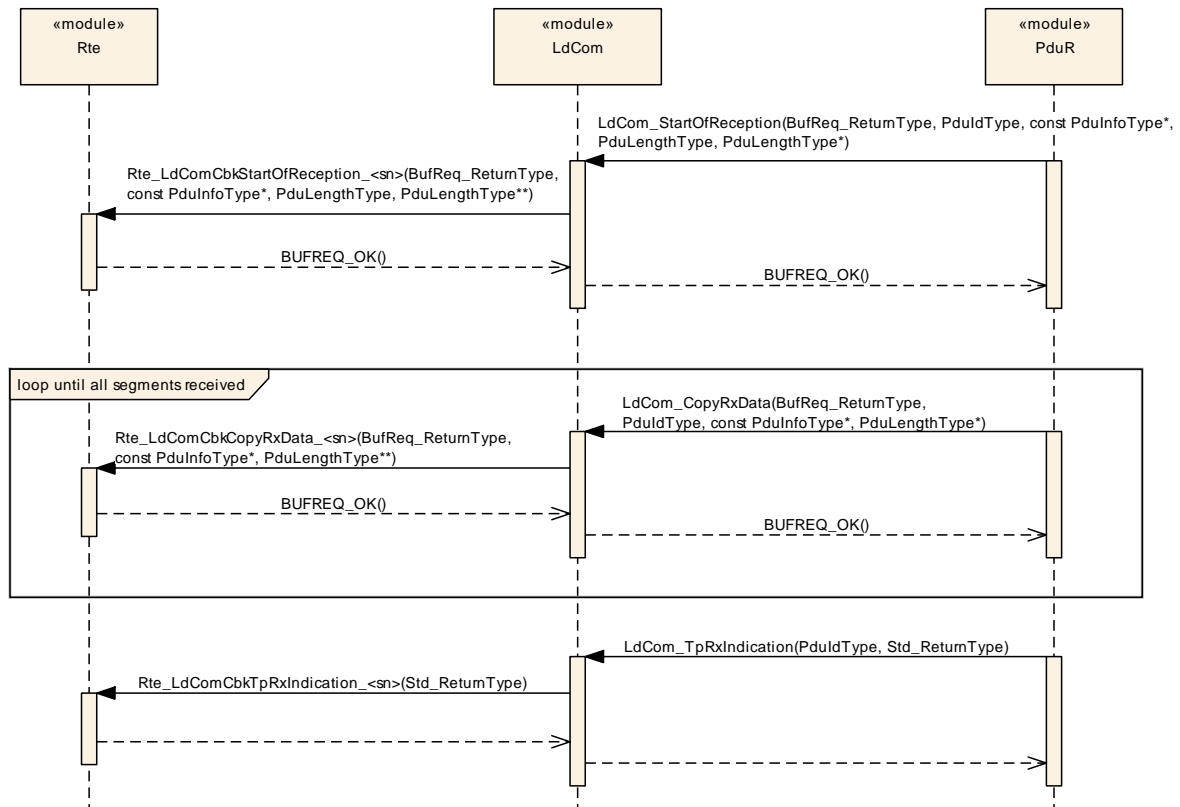 «module»
Rte
«module»
LdCom
«module»
PduR
LdCom_StartOfReception(BufReq_ReturnType, PduIdType, const PduInfoType*,
PduLengthType, PduLengthType*)
Rte_LdComCbkStartOfReception_<sn>(BufReq_ReturnType,
const PduInfoType*, PduLengthType, PduLengthType**)
BUFREQ_OK()
BUFREQ_OK()
loop until all segments received
LdCom_CopyRxData(BufReq_ReturnType,
PduIdType, const PduInfoType*, PduLengthType*)
Rte_LdComCbkCopyRxData_<sn>(BufReq_ReturnType,
const PduInfoType*, PduLengthType**)
BUFREQ_OK()
BUFREQ_OK()
LdCom_TpRxIndication(PduIdType, Std_ReturnType)
Rte_LdComCbkTpRxIndication_<sn>(Std_ReturnType)